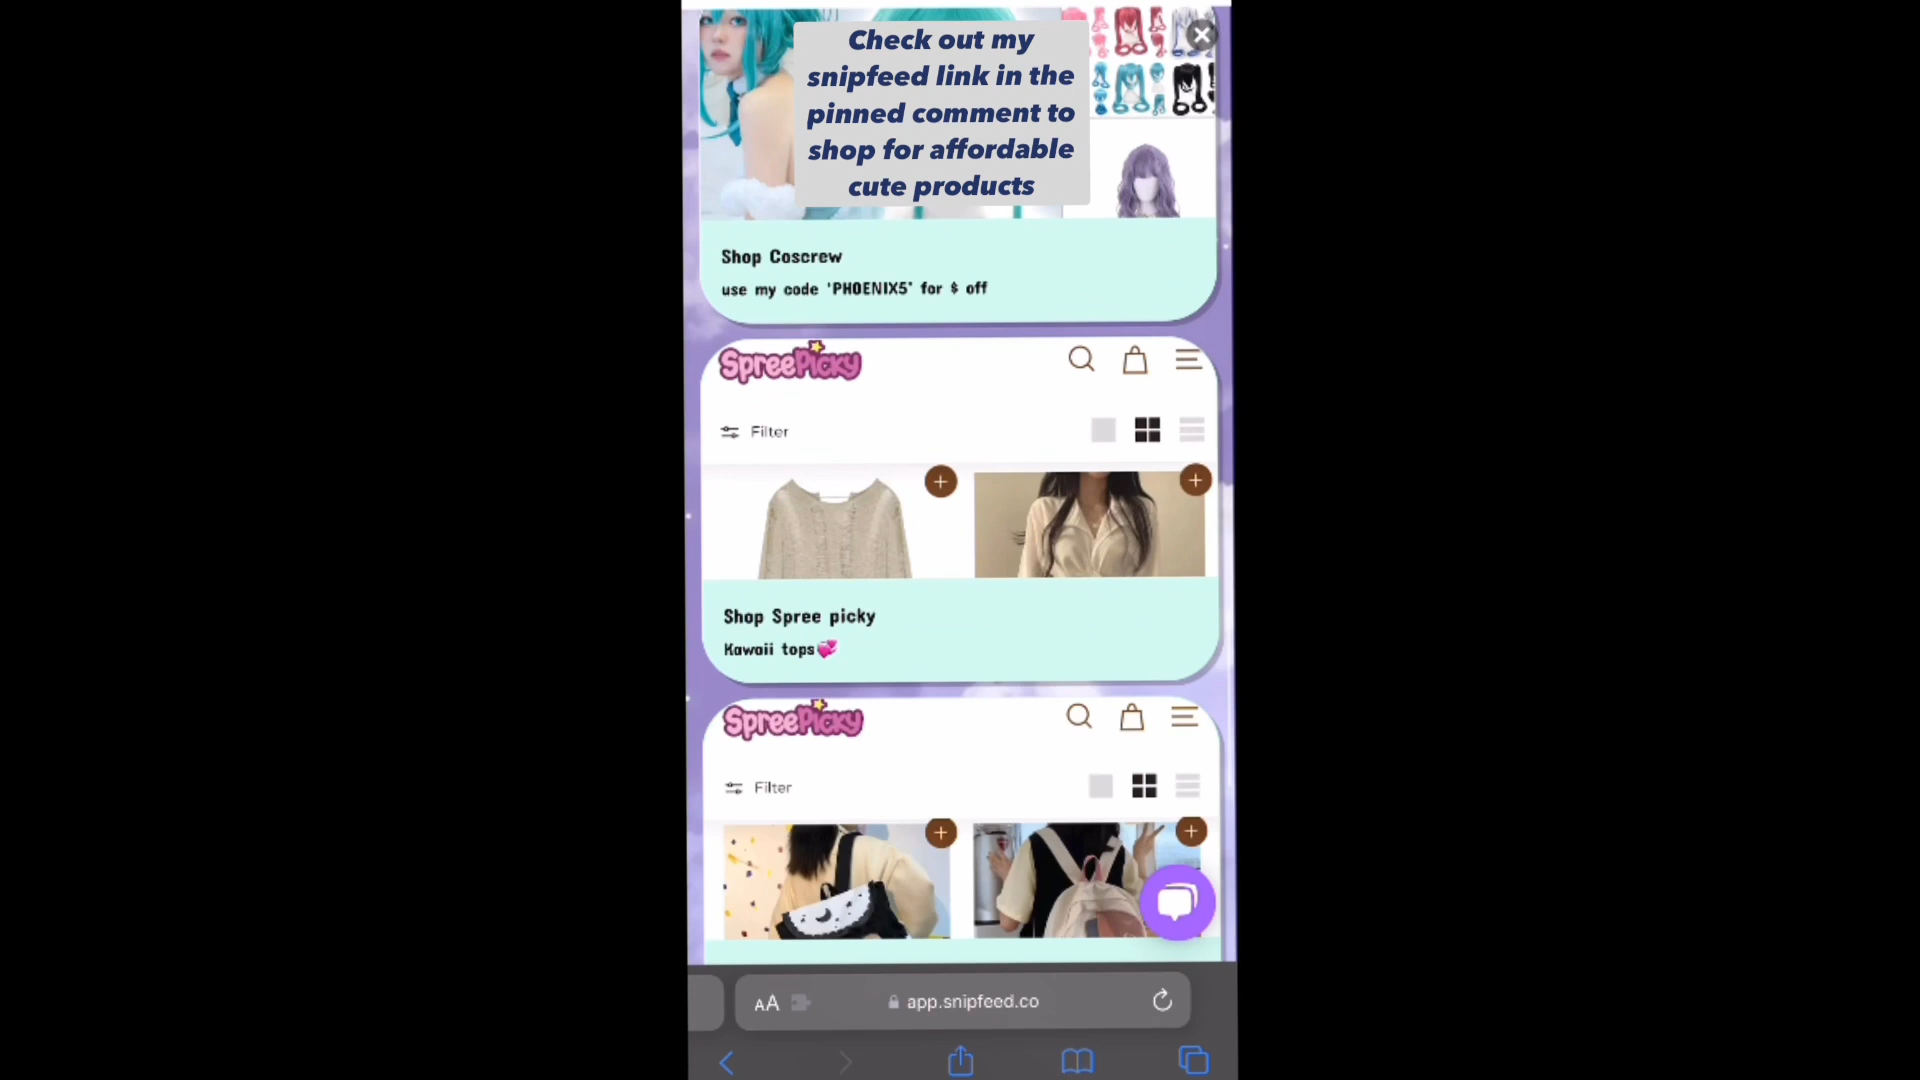 Check out my
snipfeed link in the
pinned comment to
shop for affordable
cute products
Shop Coscrew
use my code 'PHOENIX5' for $ off
SpreePicky
Filter
Shop Spree picky
Kawaii tops💞
SpreePicky
Filter
AA
app.snipfeed.co